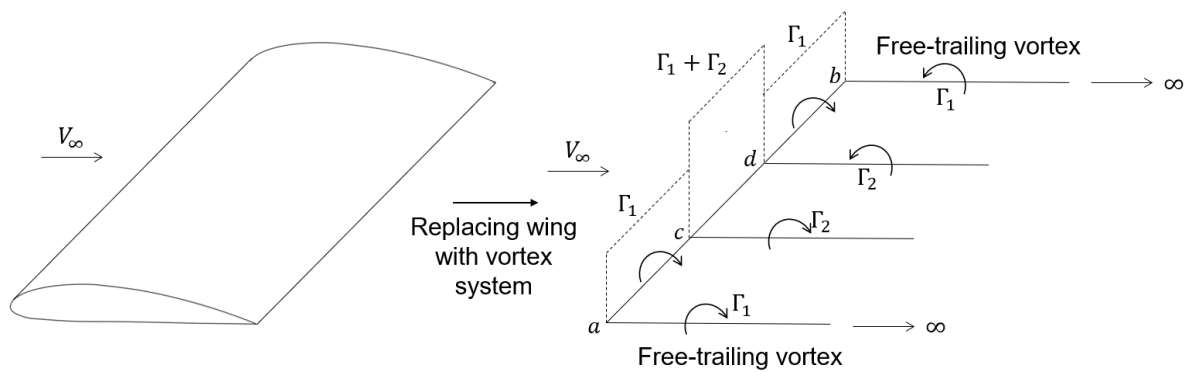 V∞
Replacing wing
with vortex
system
V∞
Γ1
Γ1 + Γ2
Γ1
a
c
d
b
Free-trailing vortex
Γ1
∞
Γ2
Γ2
Γ1
∞
Free-trailing vortex